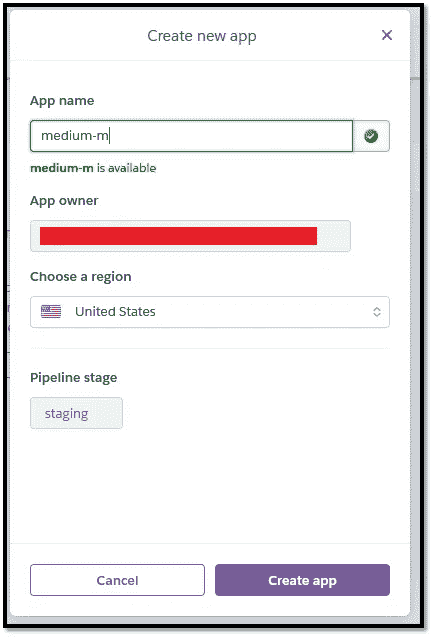 Create new app
App name
medium-m
medium-m is available
App owner
Choose a region
United States
Pipeline stage
staging
Cancel
Create app